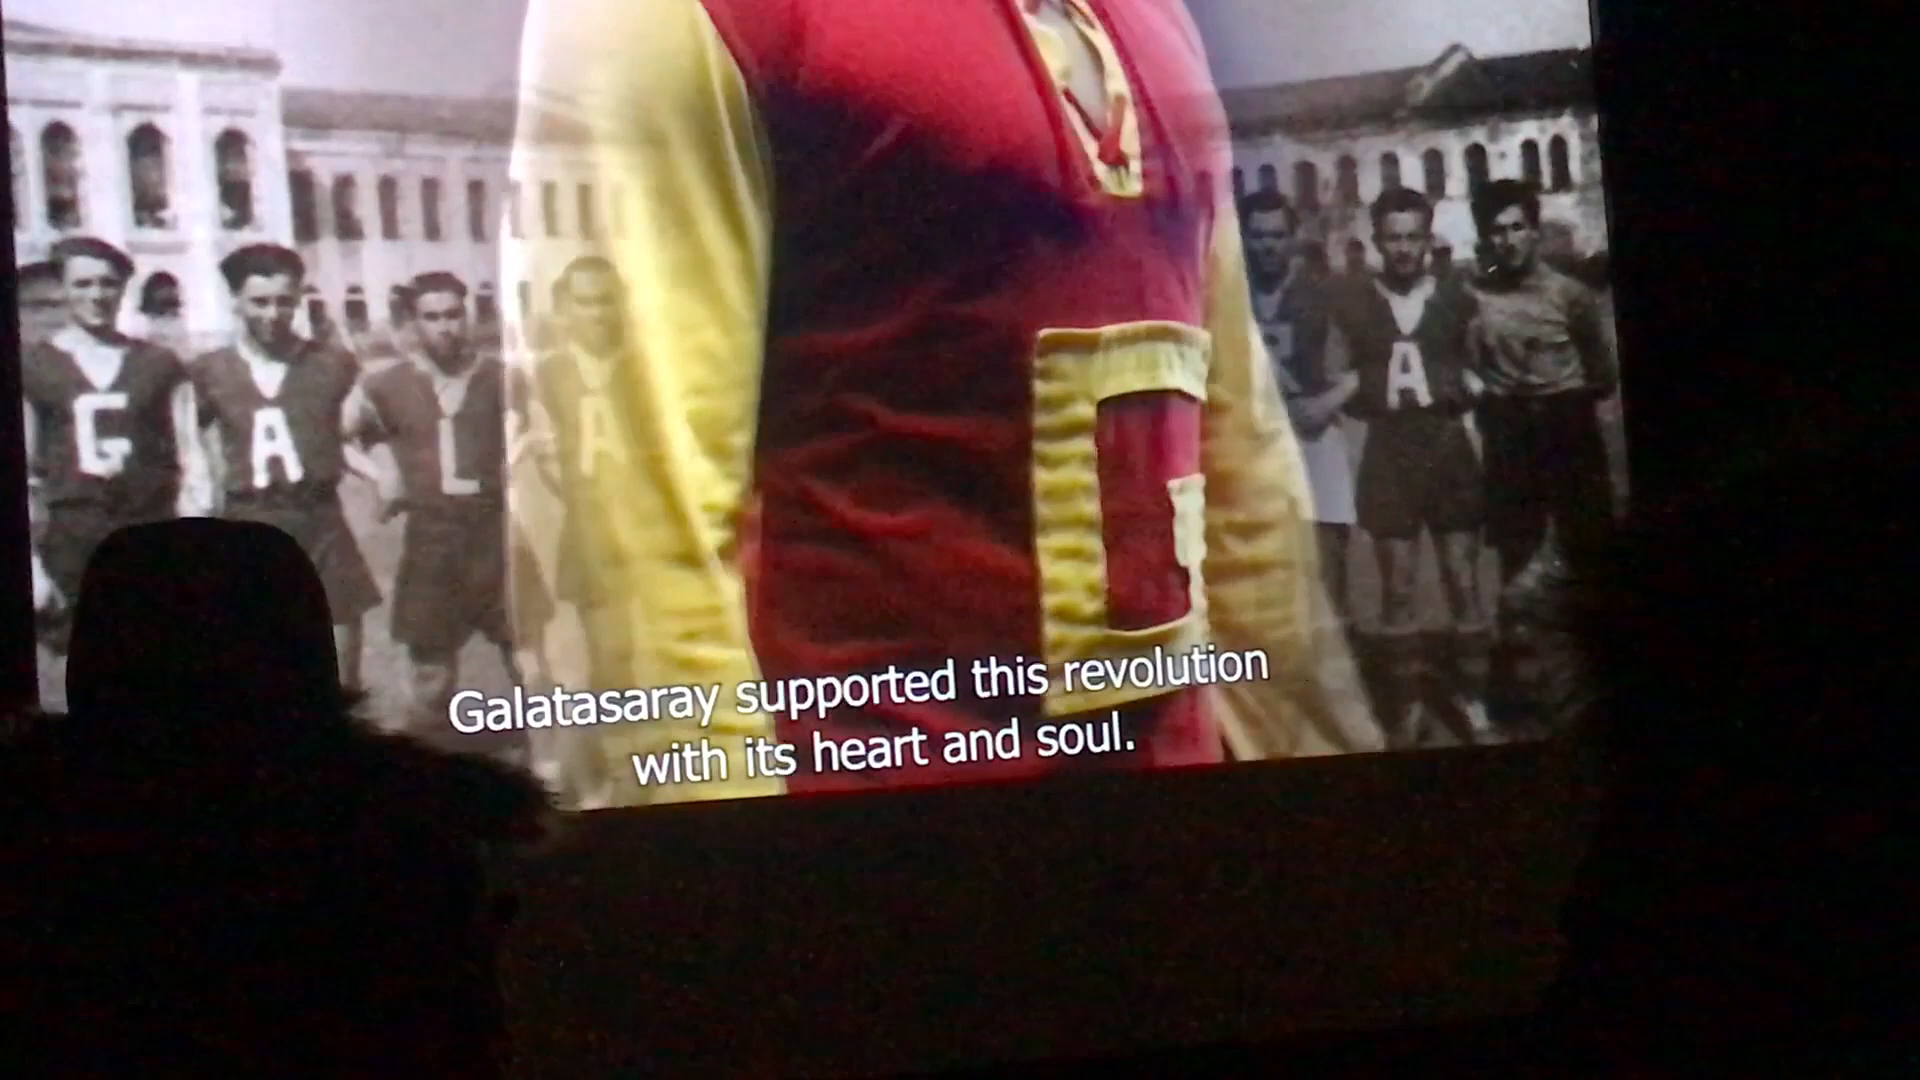 G A L A R A
G
Galatasaray supported this revolution
with its heart and soul.